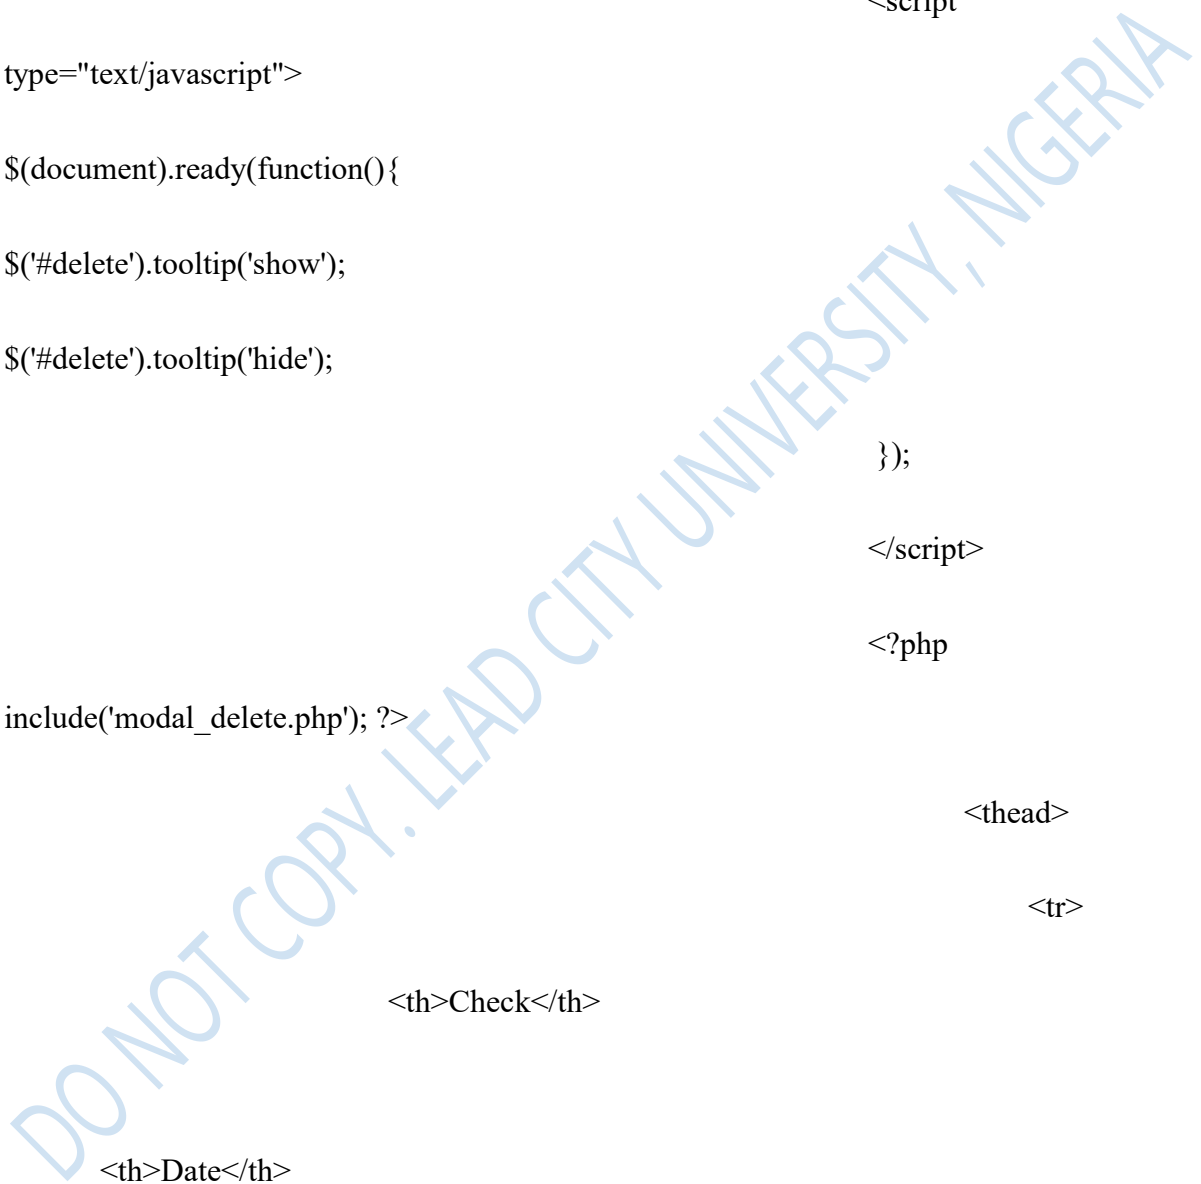 <script
type="text/javascript">
$(document).ready(function(){
$('#delete').tooltip('show');
$('#delete').tooltip('hide');
});
</script>
<?php
include('modal_delete.php'); ?>
<thead>
<tr>
<th>Check</th>
<th>Date</th>
DO NOT COPY. LEAD CITY UNIVERSITY, NIGERIA